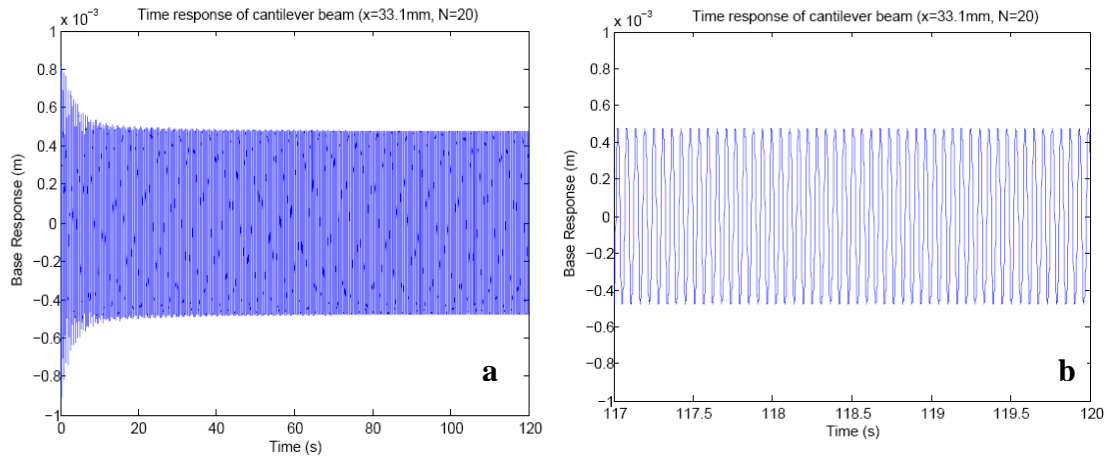 Time response of cantilever beam (x=33.1mm, N=20)
x 10⁻³
1
0.8
0.6
0.4
0.2
0
−0.2
−0.4
−0.6
−0.8
−1
Base Response (m)
0 20 40 60 80 100 120
Time (s)
a
Time response of cantilever beam (x=33.1mm, N=20)
x 10⁻³
1
0.8
0.6
0.4
0.2
0
−0.2
−0.4
−0.6
−0.8
−1
Base Response (m)
117 117.5 118 118.5 119 119.5 120
Time (s)
b